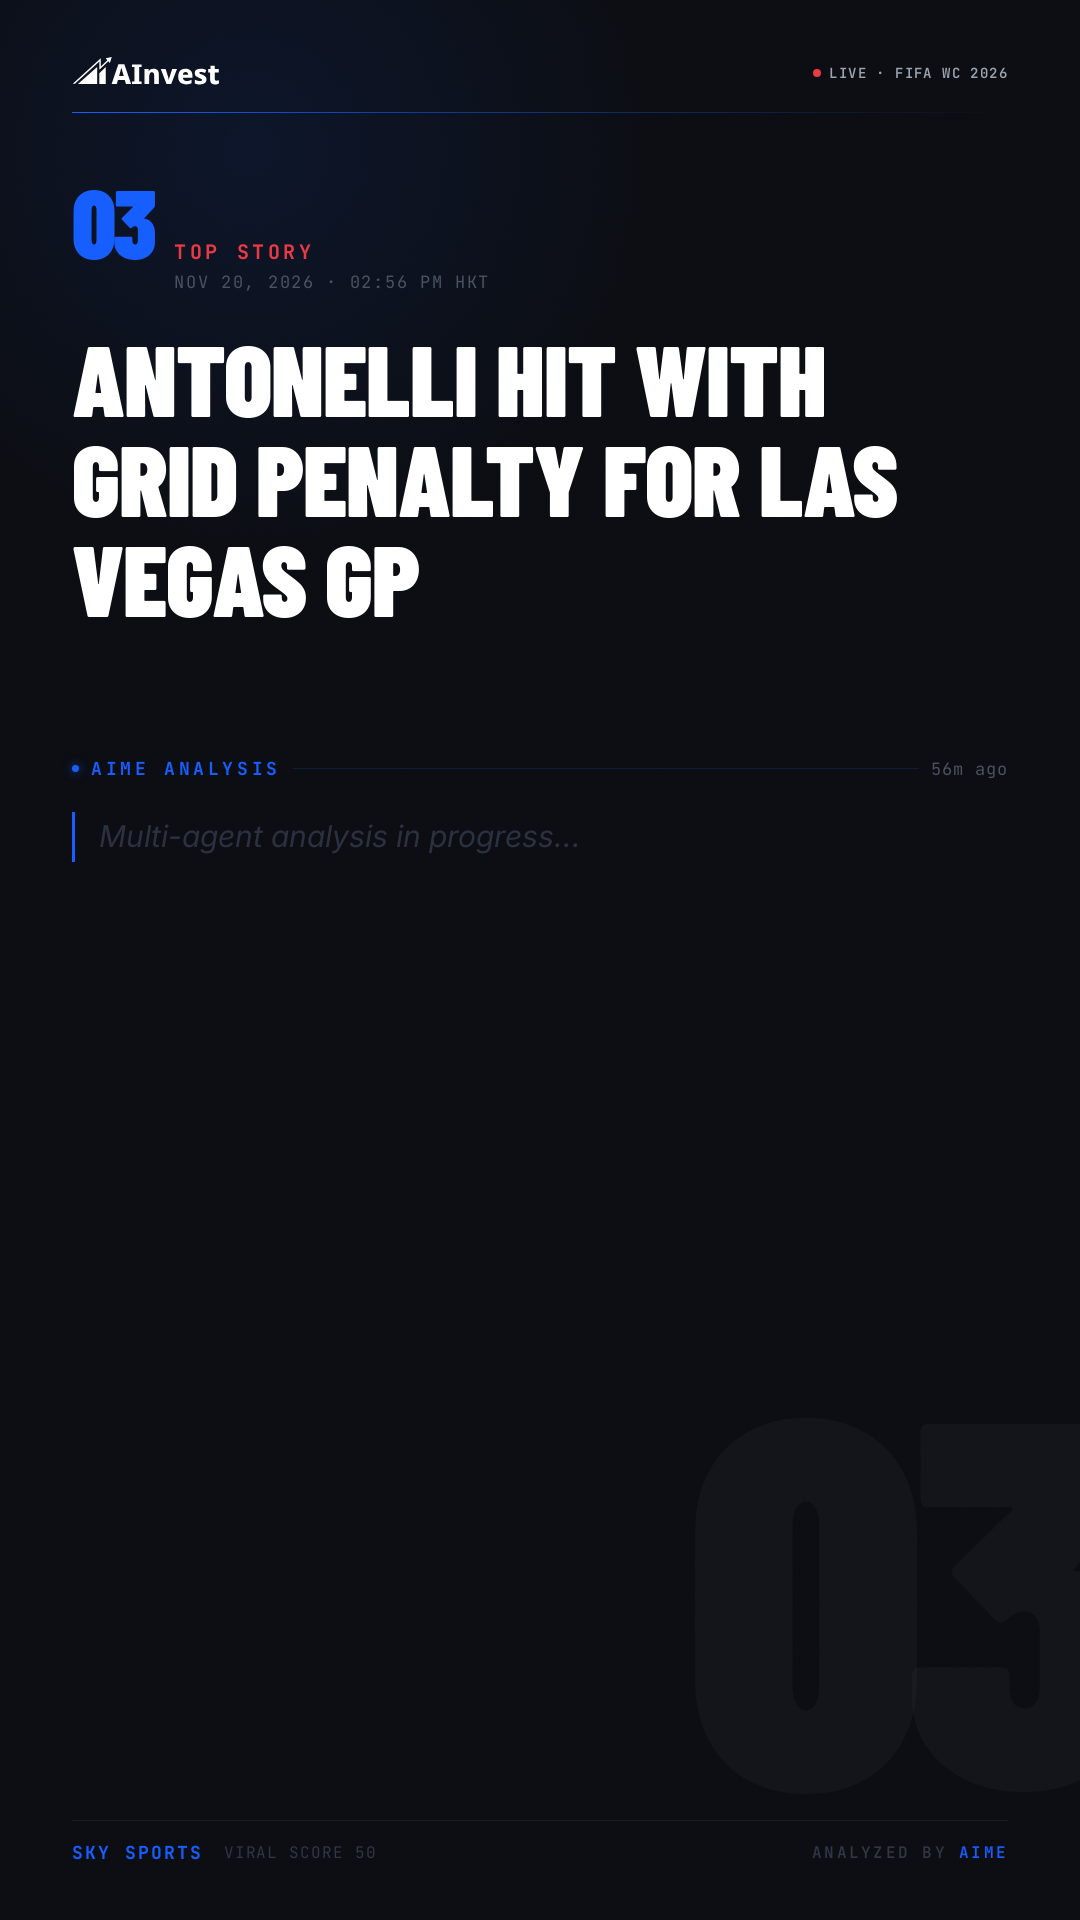 AInvest
LIVE · FIFA WC 2026
03
TOP STORY
NOV 20, 2026 · 02:56 PM HKT
ANTONELLI HIT WITH
GRID PENALTY FOR LAS
VEGAS GP
AIME ANALYSIS
56m ago
Multi-agent analysis in progress...
03
SKY SPORTS
VIRAL SCORE 50
ANALYZED BY AIME